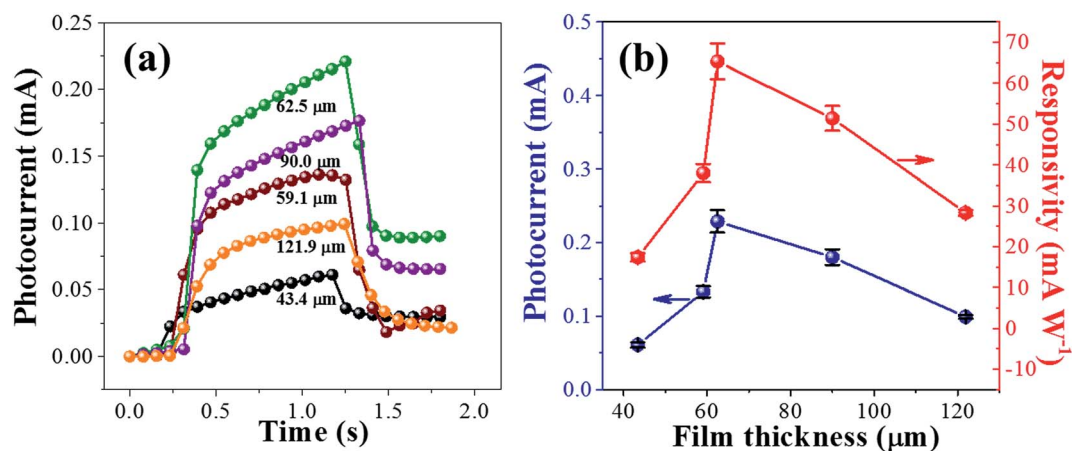 (a)
Photocurrent (mA)
0.25
0.20
0.15
0.10
0.05
0.00
62.5 μm
90.0 μm
59.1 μm
121.9 μm
43.4 μm
0.0 0.5 1.0 1.5 2.0
Time (s)
(b)
Photocurrent (mA)
0.5
0.4
0.3
0.2
0.1
0.0
40 60 80 100 120
Film thickness (μm)
70
60
50
40
30
20
10
0
-10
Responsivity (mA W⁻¹)